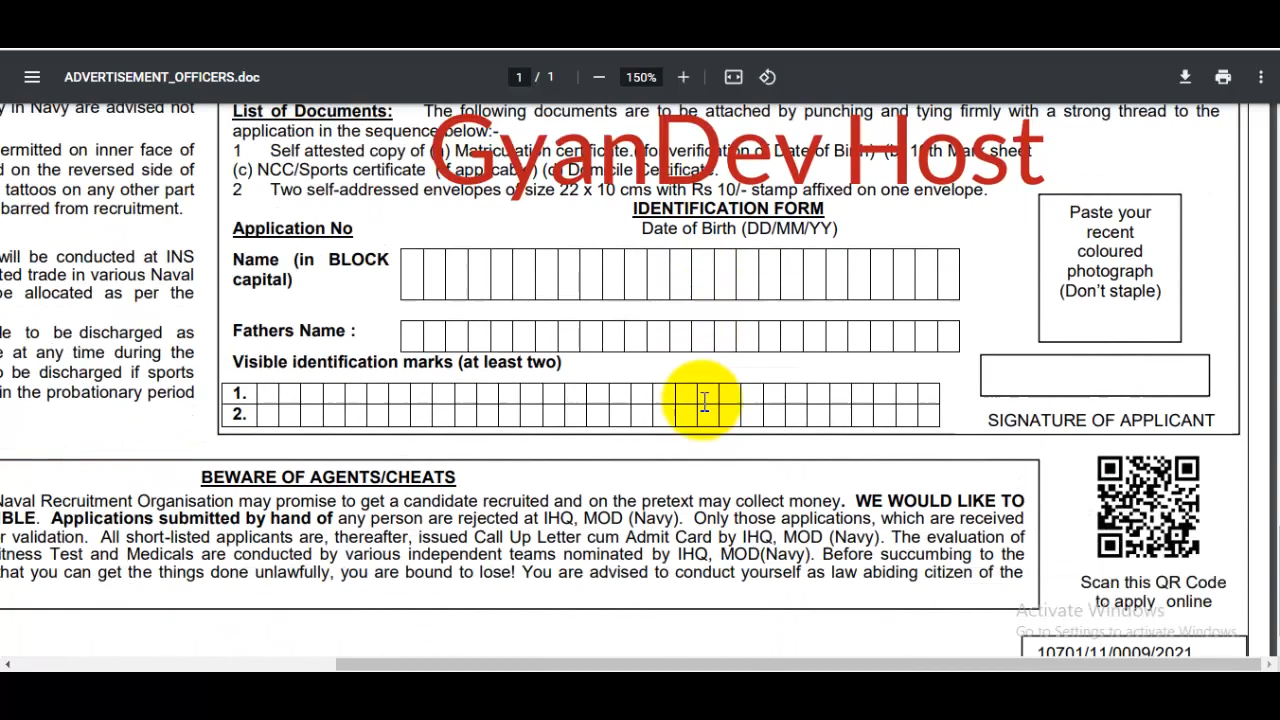 ADVERTISEMENT_OFFICERS.doc
1 / 1
150%
GyanDev Host
y in Navy are advised not
ermitted on inner face of
d on the reversed side of
tattoos on any other part
barred from recruitment.
will be conducted at INS
ted trade in various Naval
be allocated as per the
le to be discharged as
e at any time during the
o be discharged if sports
in the probationary period
List of Documents: The following documents are to be attached by punching and tying firmly with a strong thread to the
application in the sequence below:-
1 Self attested copy of (a) Matriculation certificate (for verification of Date of Birth) (b) 10th Mark sheet
(c) NCC/Sports certificate (if applicable) (d) Domicile Certificate.
2 Two self-addressed envelopes of size 22 x 10 cms with Rs 10/- stamp affixed on one envelope.
IDENTIFICATION FORM
Application No
Date of Birth (DD/MM/YY)
Name (in BLOCK
capital)
Fathers Name :
Visible identification marks (at least two)
1.
2.
Paste your
recent
coloured
photograph
(Don't staple)
SIGNATURE OF APPLICANT
BEWARE OF AGENTS/CHEATS
Naval Recruitment Organisation may promise to get a candidate recruited and on the pretext may collect money. WE WOULD LIKE TO
IBLE. Applications submitted by hand of any person are rejected at IHQ, MOD (Navy). Only those applications, which are received
or validation. All short-listed applicants are, thereafter, issued Call Up Letter cum Admit Card by IHQ, MOD (Navy). The evaluation of
itness Test and Medicals are conducted by various independent teams nominated by IHQ, MOD(Navy). Before succumbing to the
that you can get the things done unlawfully, you are bound to lose! You are advised to conduct yourself as law abiding citizen of the
Scan this QR Code
to apply online
Activate Windows
Go to Settings to activate Windows.
10701/11/0009/2021